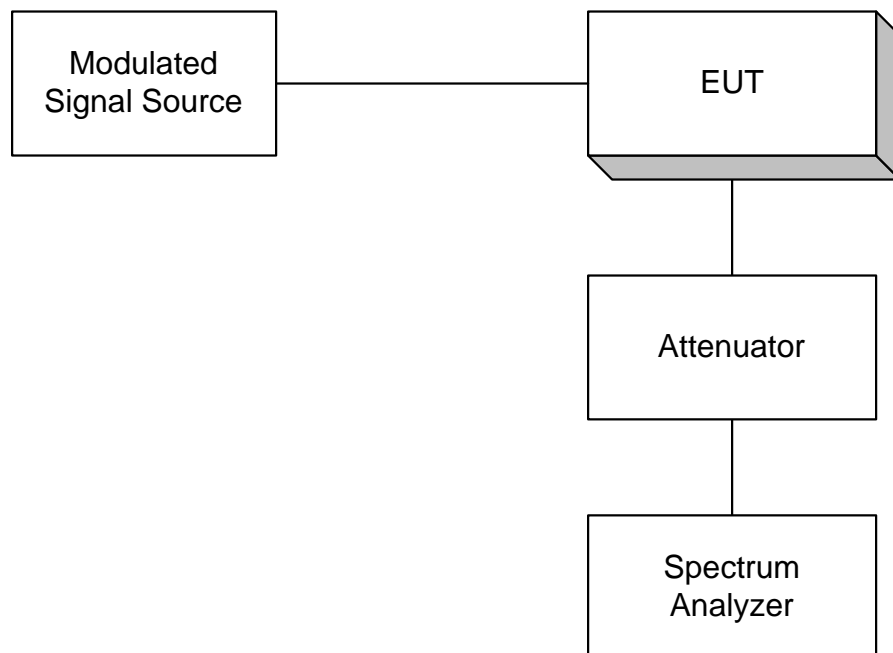 Modulated
Signal Source
EUT
Attenuator
Spectrum
Analyzer